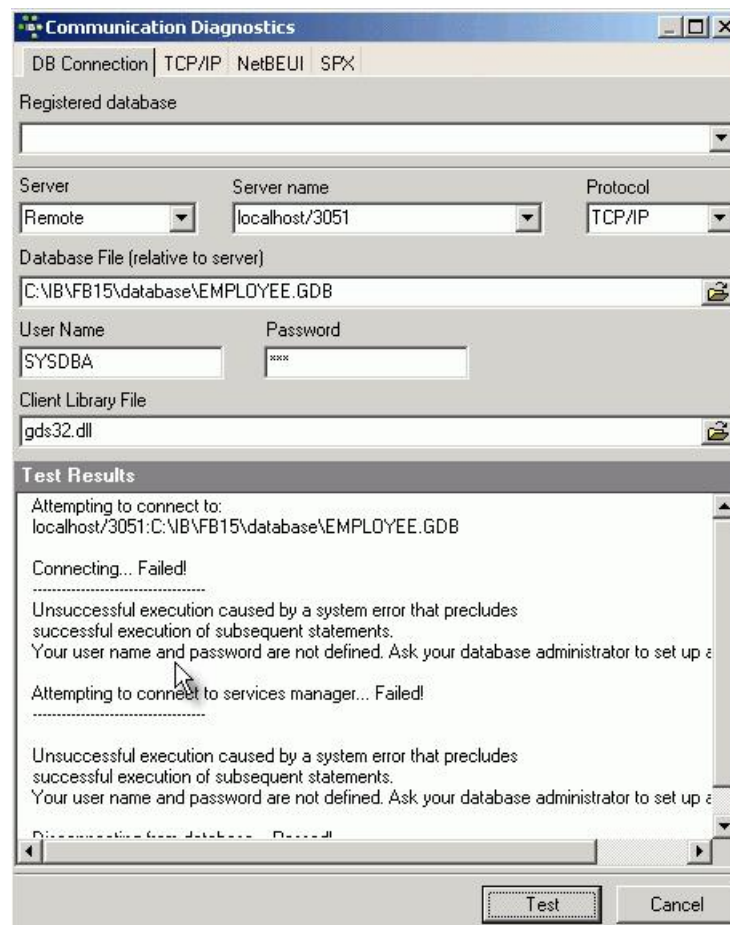 Communication Diagnostics
DB Connection TCP/IP NetBEUI SPX
Registered database
Server Server name Protocol
Remote localhost/3051 TCP/IP
Database File (relative to server)
C:\IB\FB15\database\EMPLOYEE.GDB
User Name Password
SYSDBA ***
Client Library File
gds32.dll
Test Results
Attempting to connect to:
localhost/3051:C:\IB\FB15\database\EMPLOYEE.GDB
Connecting... Failed!
----------------------------------
Unsuccessful execution caused by a system error that precludes
successful execution of subsequent statements.
Your user name and password are not defined. Ask your database administrator to set up a
Attempting to connect to services manager... Failed!
----------------------------------
Unsuccessful execution caused by a system error that precludes
successful execution of subsequent statements.
Your user name and password are not defined. Ask your database administrator to set up a
Disconnecting from database... Passed!
Test Cancel